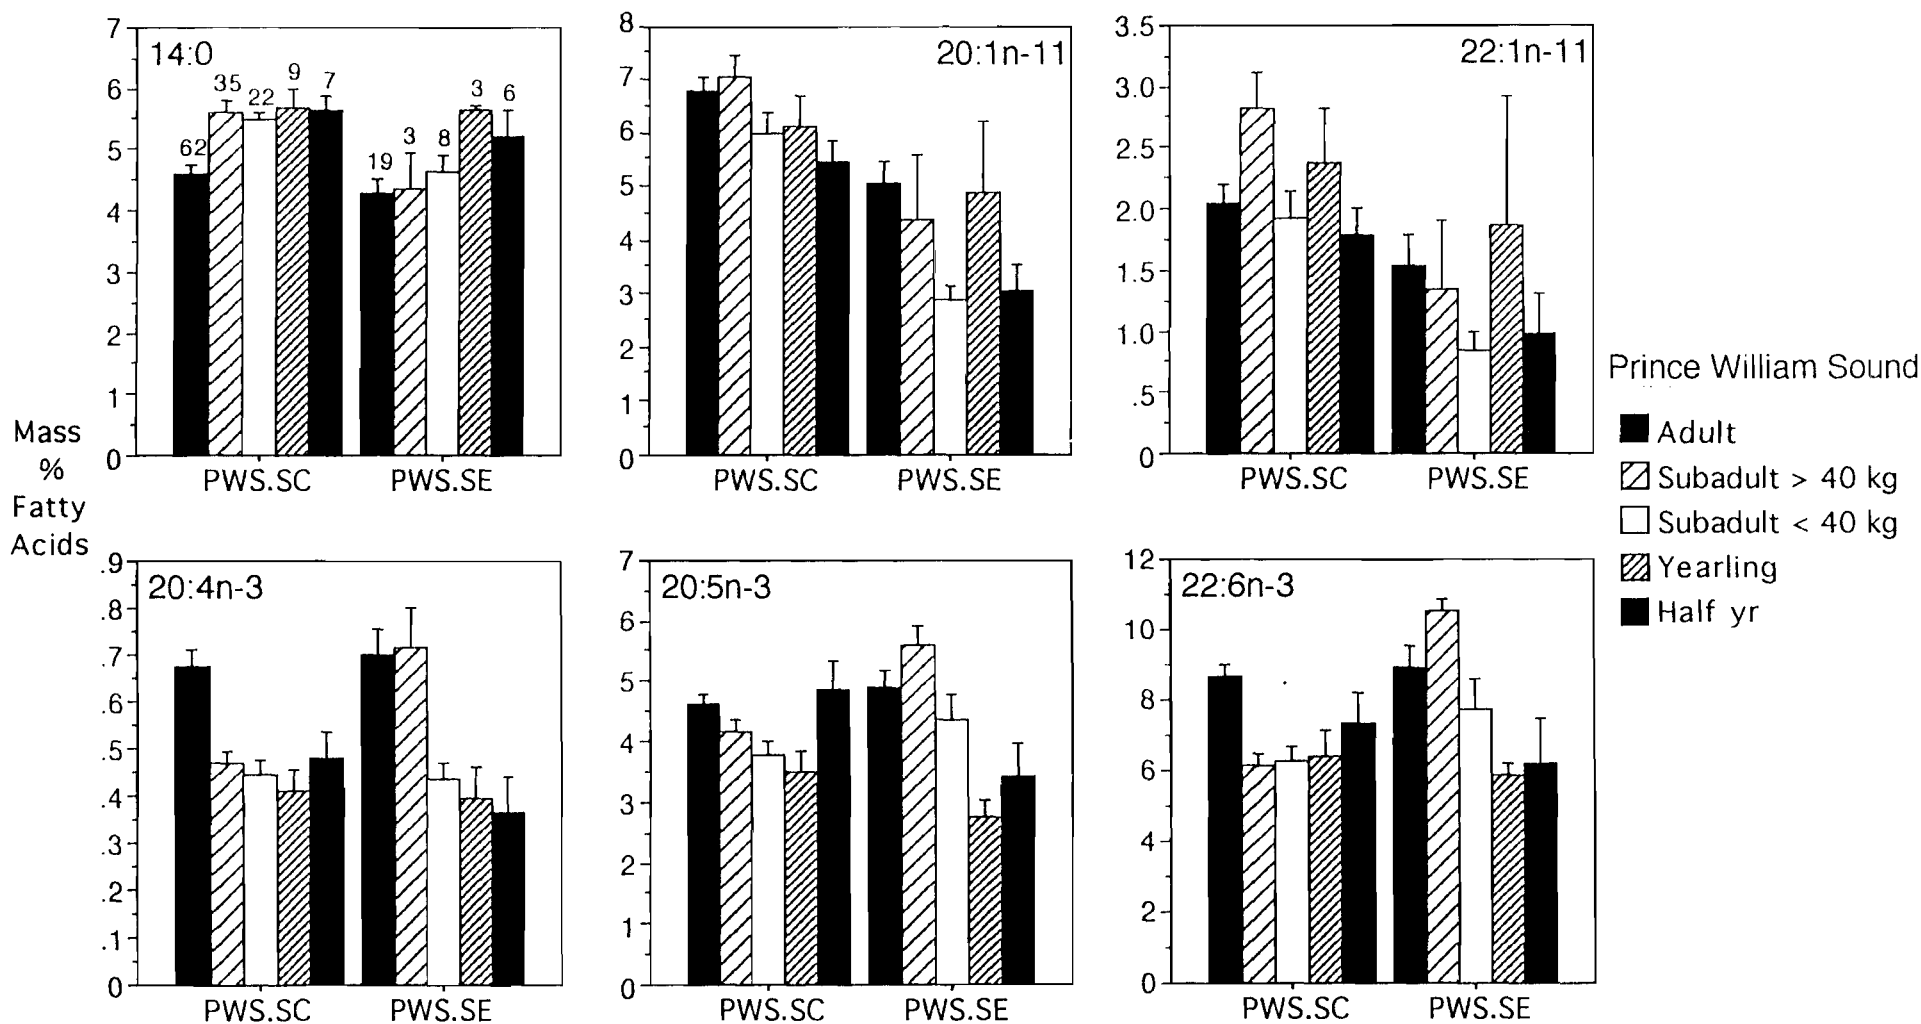 7
6
5
4
3
2
1
0
14:0
62
35
22
9
7
19
3
8
3
6
PWS.SC
PWS.SE
8
7
6
5
4
3
2
1
0
20:1n-11
PWS.SC
PWS.SE
3.5
3.0
2.5
2.0
1.5
1.0
.5
0
22:1n-11
PWS.SC
PWS.SE
Mass
%
Fatty
Acids
.9
.8
.7
.6
.5
.4
.3
.2
.1
0
20:4n-3
PWS.SC
PWS.SE
7
6
5
4
3
2
1
0
20:5n-3
PWS.SC
PWS.SE
12
10
8
6
4
2
0
22:6n-3
PWS.SC
PWS.SE
Prince William Sound
Adult
Subadult > 40 kg
Subadult < 40 kg
Yearling
Half yr